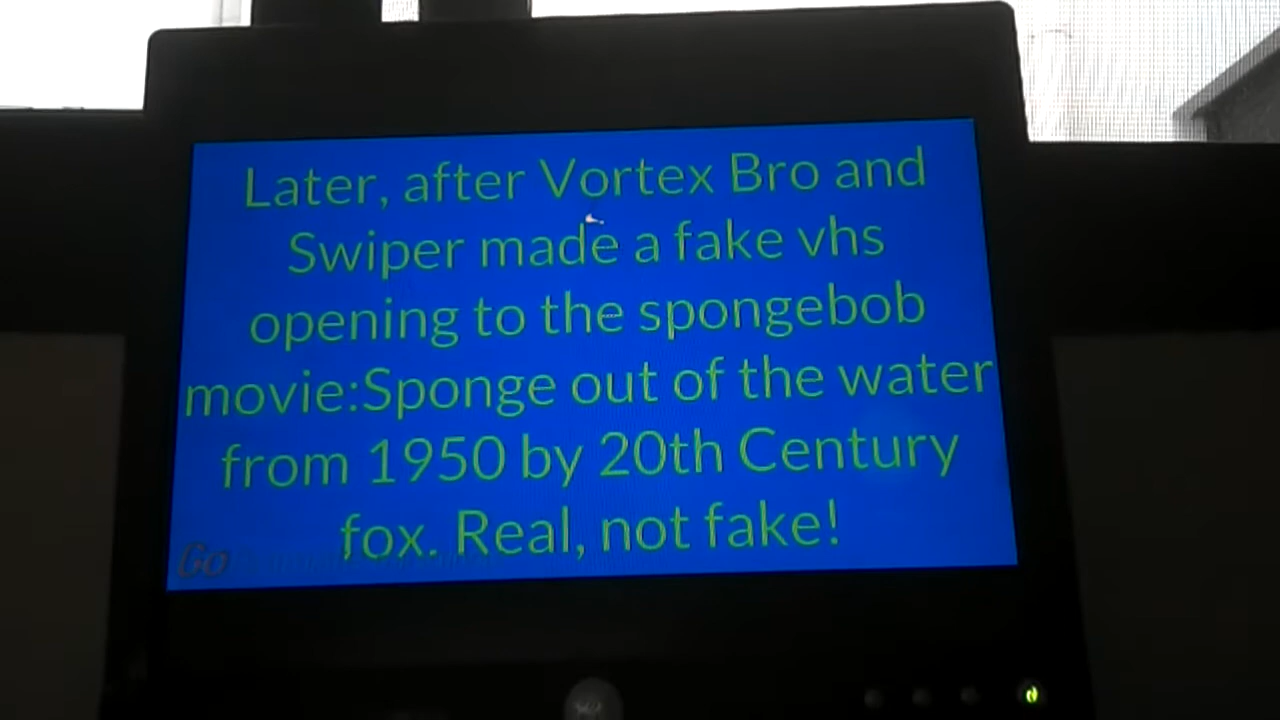 Later, after Vortex Bro and
Swiper made a fake vhs
opening to the spongebob
movie:Sponge out of the water
from 1950 by 20th Century
fox. Real, not fake!
Go